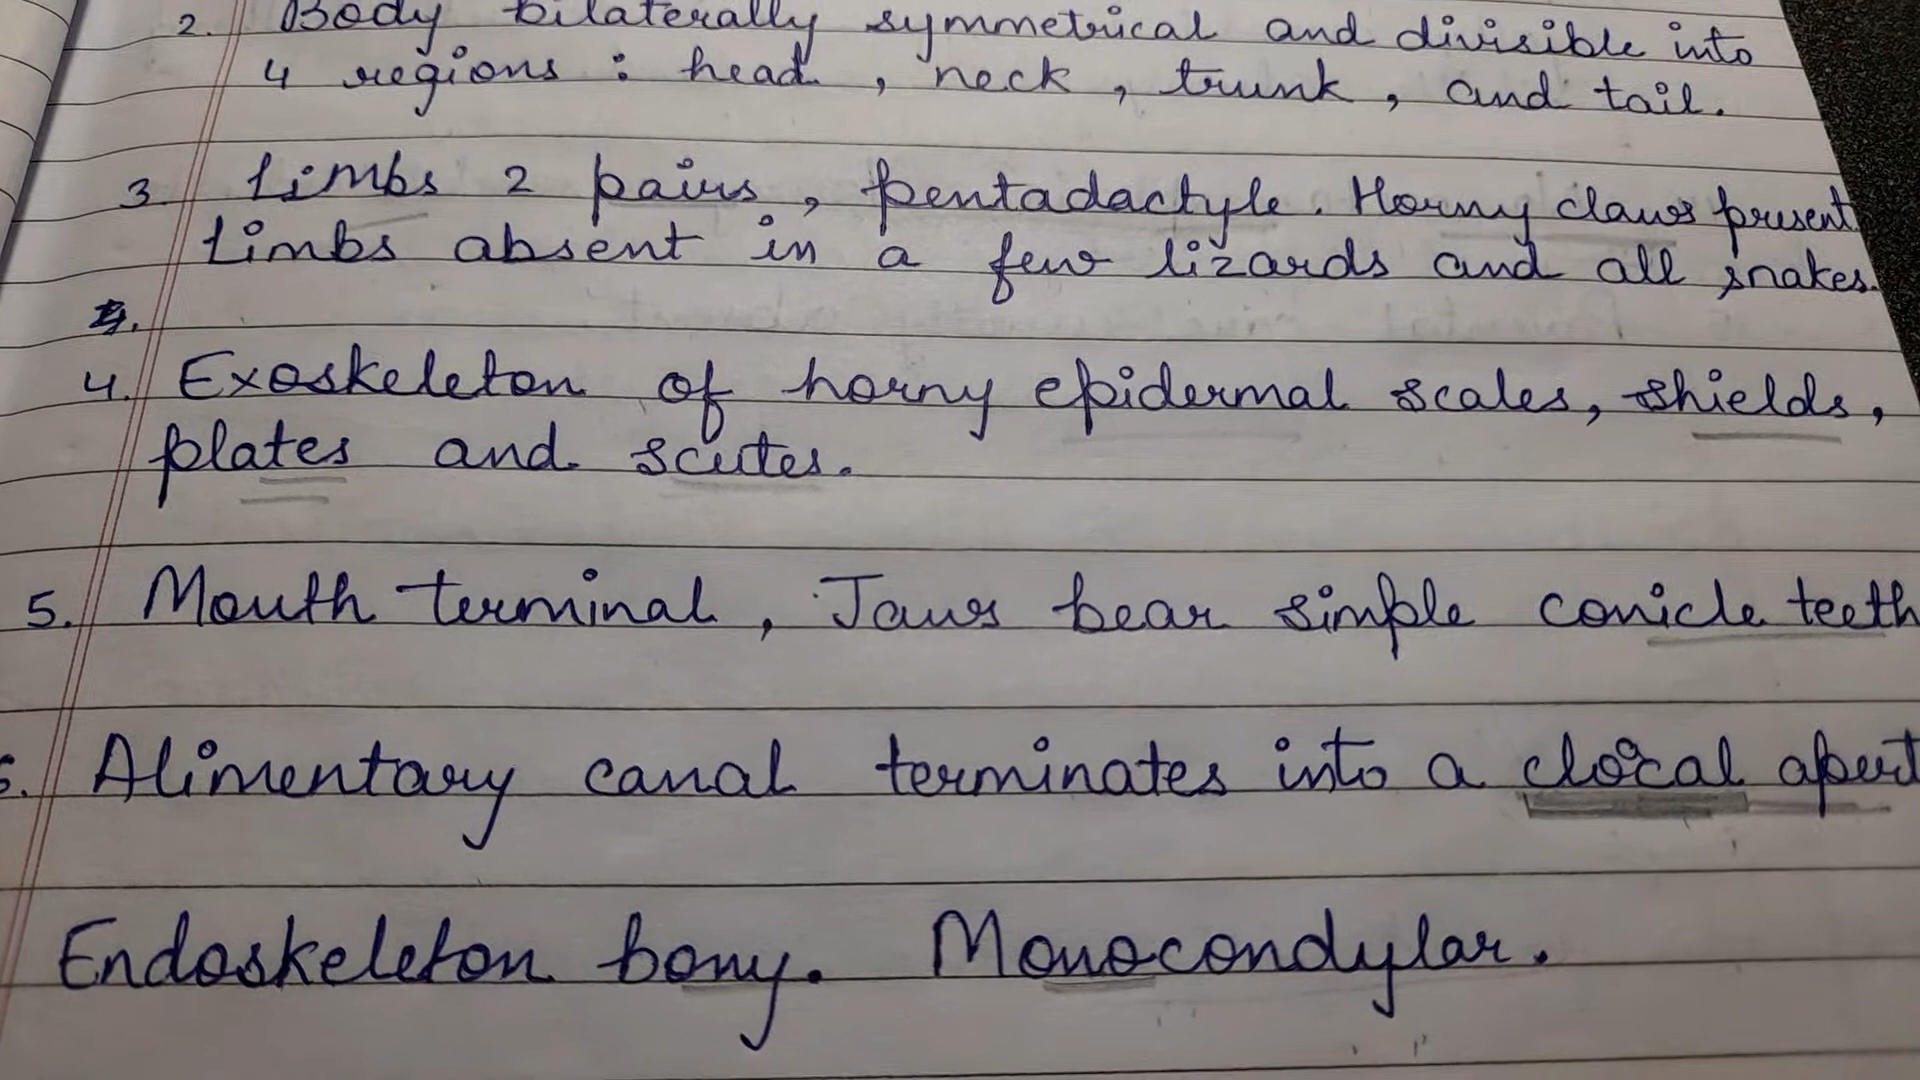 2. Body bilaterally symmetrical and divisible into
4 regions : head , neck , trunk , and tail.
3. Limbs 2 pairs , pentadactyle. Horny claws present.
Limbs absent in a few lizards and all snakes.
4. Exoskeleton of horny epidermal scales, shields,
plates and scutes.
5. Mouth terminal , Jaws bear simple conicle teeth
6. Alimentary canal terminates into a clocal apert
Endoskeleton bony. Monocondylar.